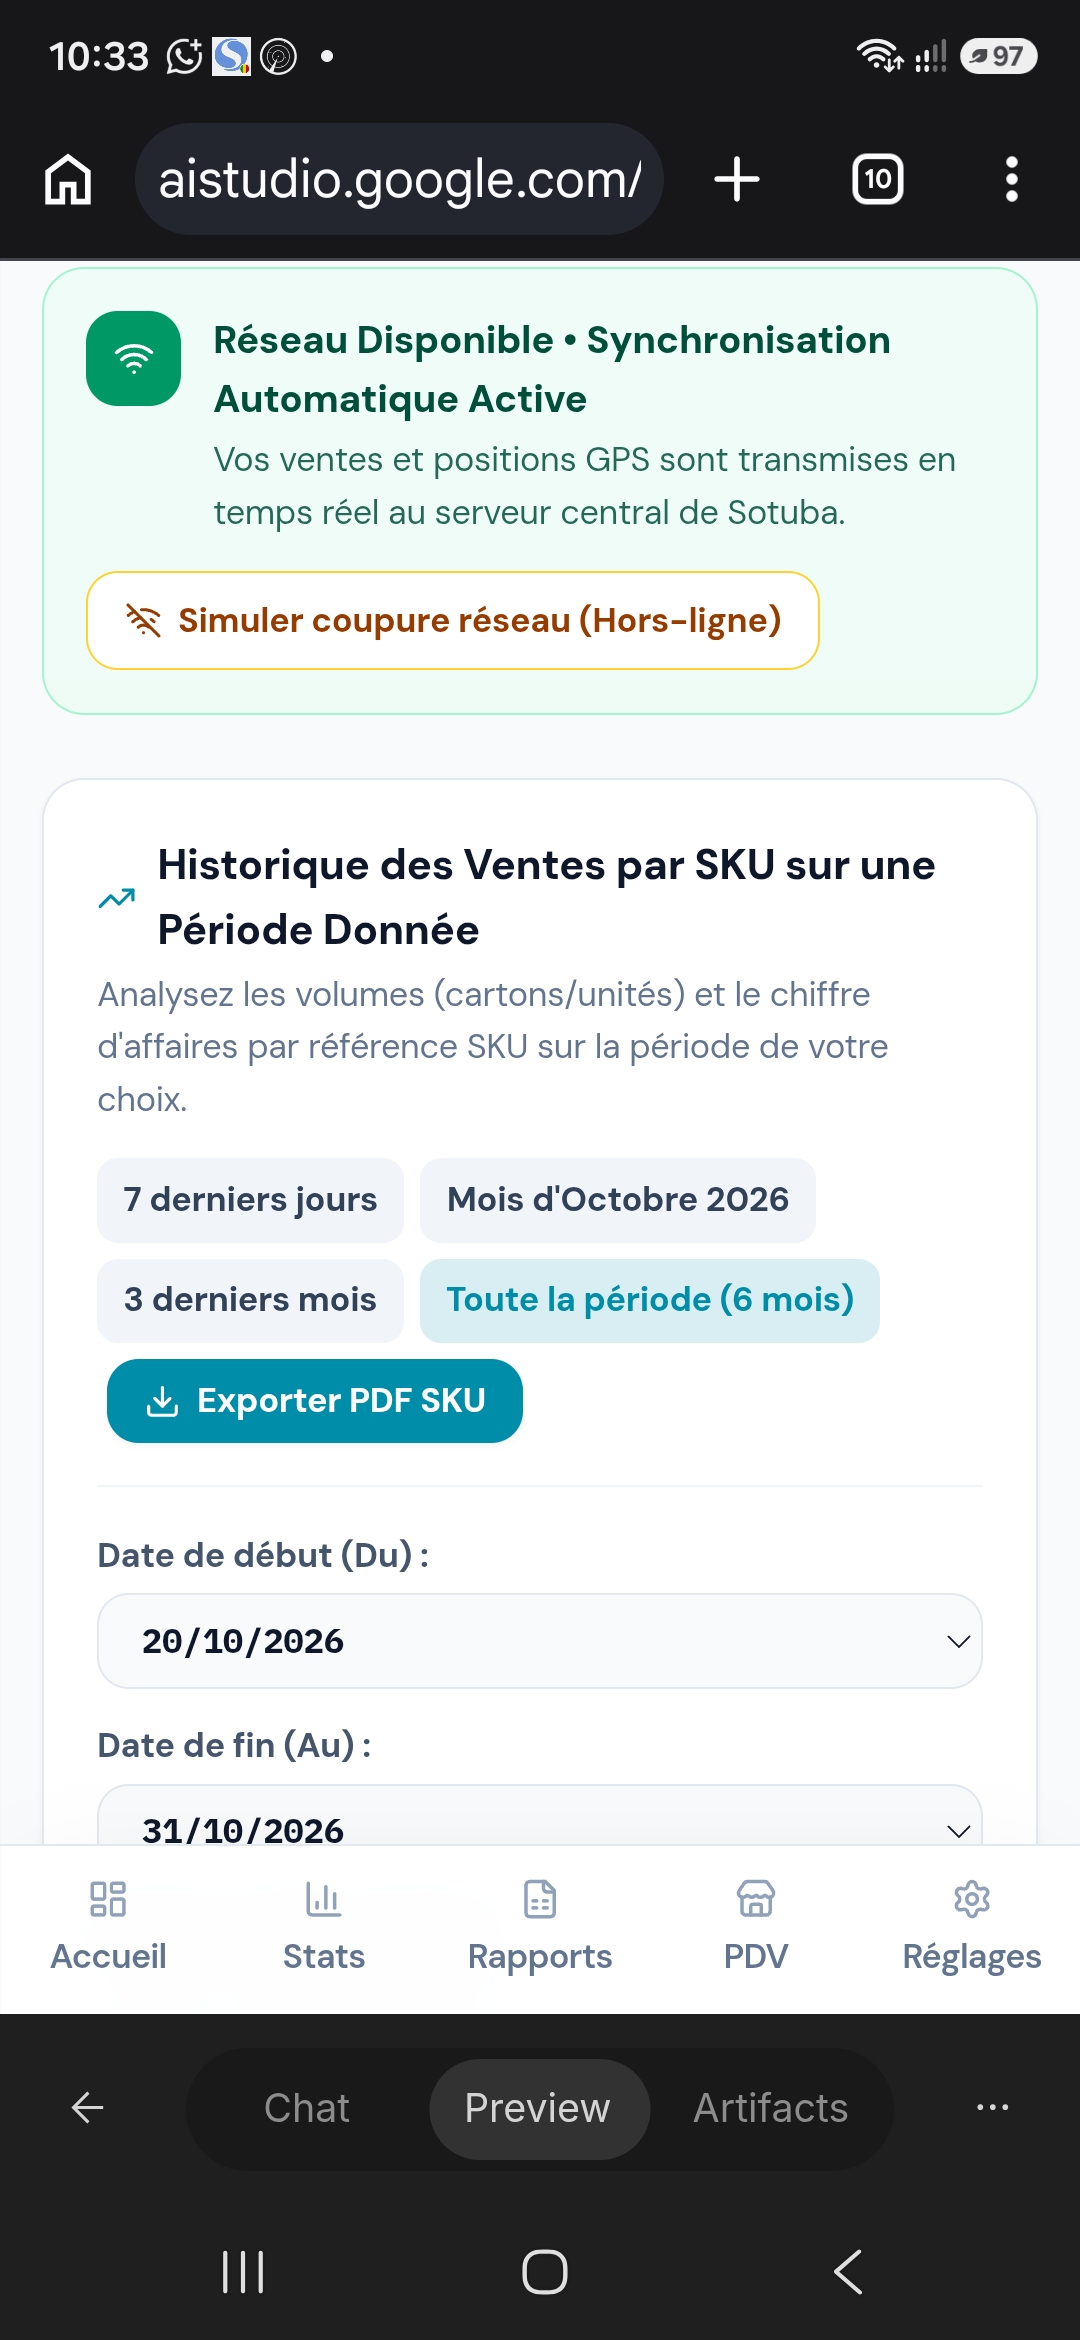 10:33
97
aistudio.google.com/
10
Réseau Disponible • Synchronisation
Automatique Active
Vos ventes et positions GPS sont transmises en
temps réel au serveur central de Sotuba.
Simuler coupure réseau (Hors-ligne)
Historique des Ventes par SKU sur une
Période Donnée
Analysez les volumes (cartons/unités) et le chiffre
d'affaires par référence SKU sur la période de votre
choix.
7 derniers jours
Mois d'Octobre 2026
3 derniers mois
Toute la période (6 mois)
Exporter PDF SKU
Date de début (Du) :
20/10/2026
Date de fin (Au) :
31/10/2026
Accueil
Stats
Rapports
PDV
Réglages
Chat
Preview
Artifacts